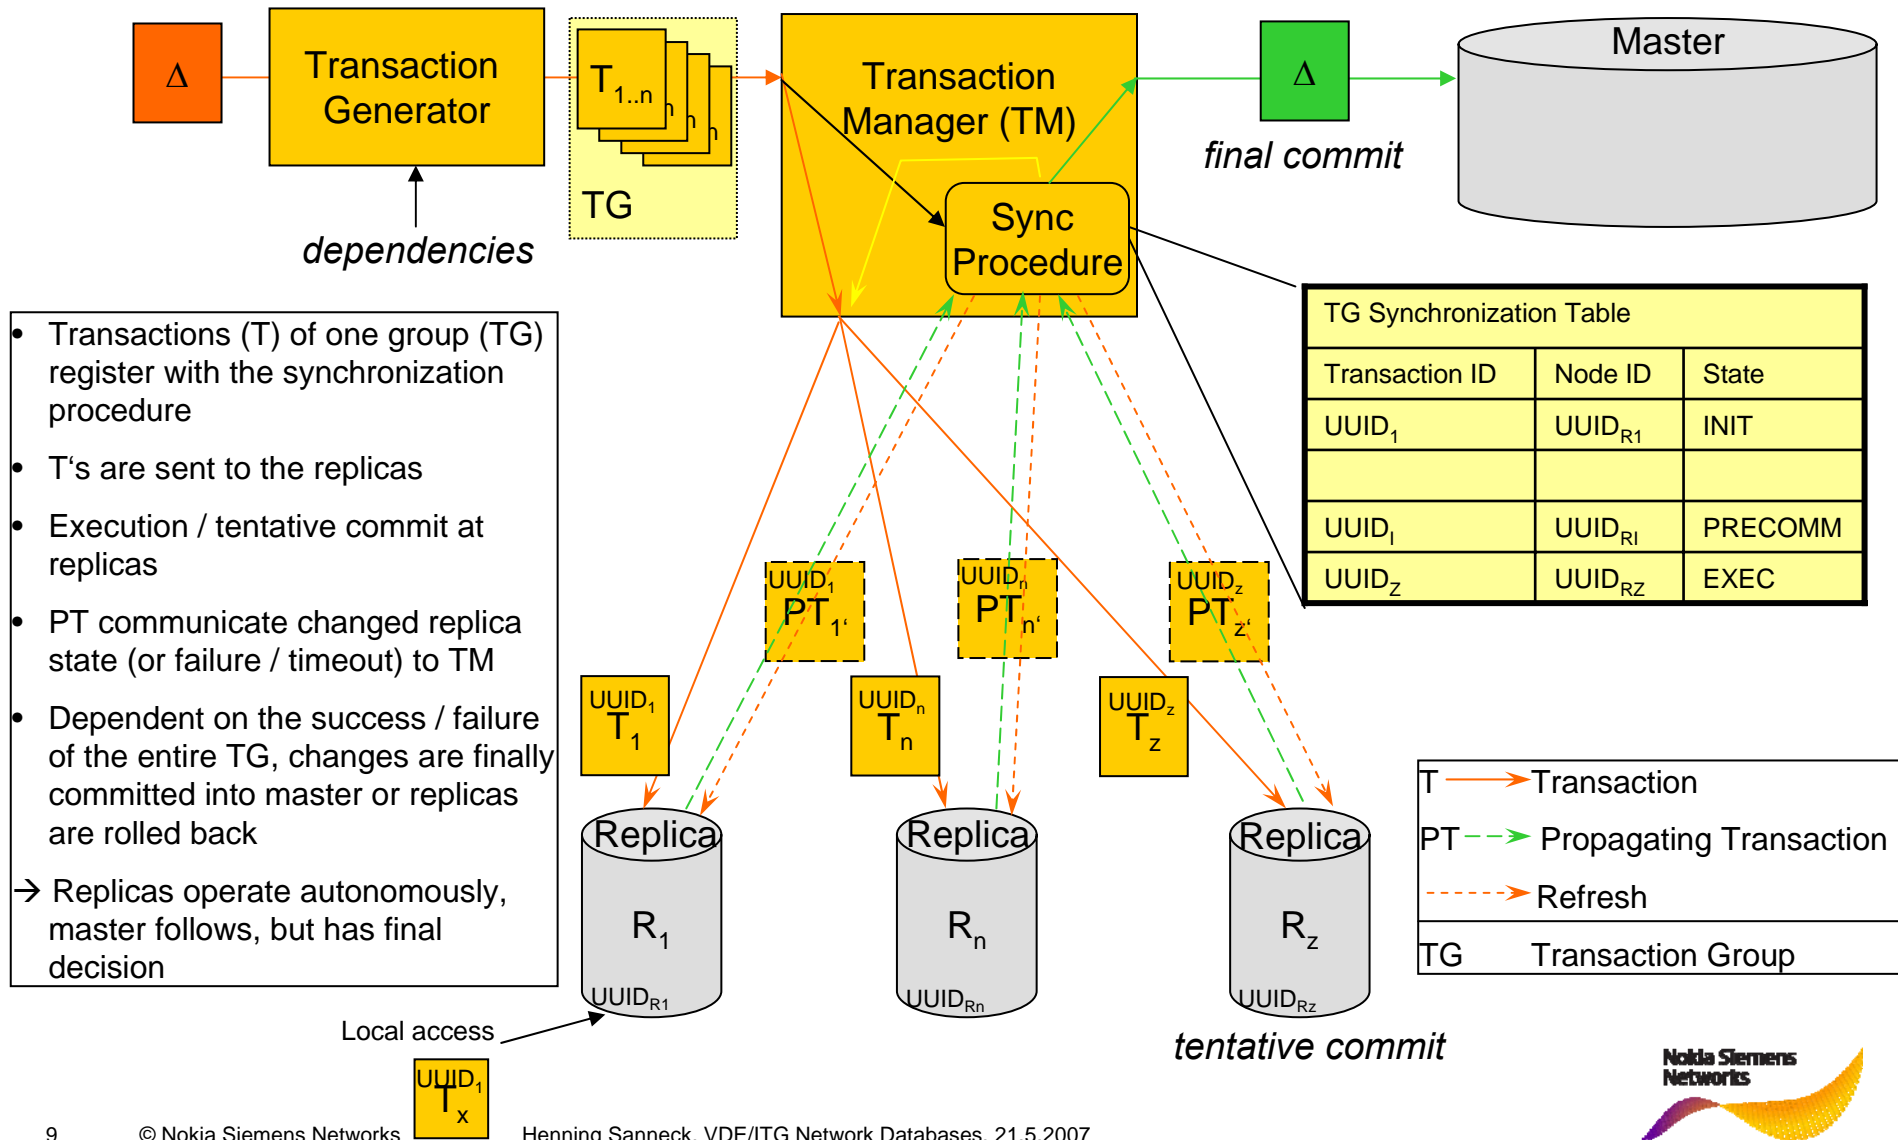 Δ
Transaction
Generator
T1..n
n
n
n
TG
Transaction
Manager (TM)
Sync
Procedure
Δ
final commit
Master
dependencies
• Transactions (T) of one group (TG)
register with the synchronization
procedure
• T‘s are sent to the replicas
• Execution / tentative commit at
replicas
• PT communicate changed replica
state (or failure / timeout) to TM
• Dependent on the success / failure
of the entire TG, changes are finally
committed into master or replicas
are rolled back
→ Replicas operate autonomously,
master follows, but has final
decision
TG Synchronization Table
Transaction ID Node ID State
UUID1 UUIDR1 INIT
UUIDI UUIDRI PRECOMM
UUIDZ UUIDRZ EXEC
UUID1
PT1‘
UUIDn
PTn‘
UUIDz
PTz‘
UUID1
T1
UUIDn
Tn
UUIDz
Tz
Replica
R1
UUIDR1
Replica
Rn
UUIDRn
Replica
Rz
UUIDRz
T Transaction
PT Propagating Transaction
Refresh
TG Transaction Group
Local access
UUID1
Tx
tentative commit
Nokia Siemens
Networks
9 © Nokia Siemens Networks Henning Sanneck, VDE/ITG Network Databases, 21.5.2007